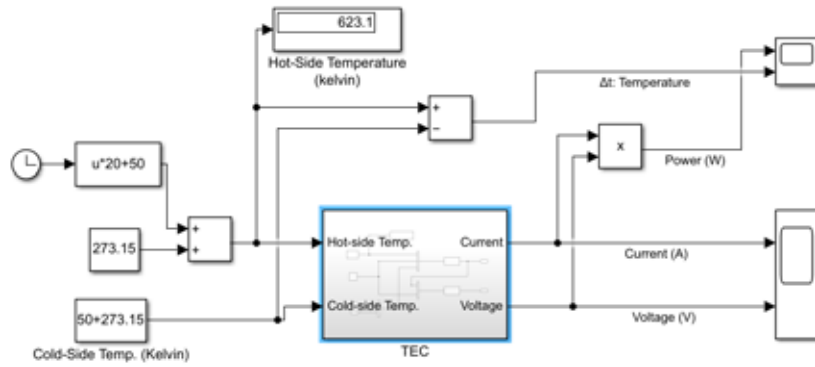 623.1
Hot-Side Temperature
(kelvin)
+
−
Δt: Temperature
u*20+50
x
Power (W)
+
+
273.15
Hot-side Temp.
Current
Current (A)
50+273.15
Cold-side Temp.
Voltage
Voltage (V)
Cold-Side Temp. (Kelvin)
TEC